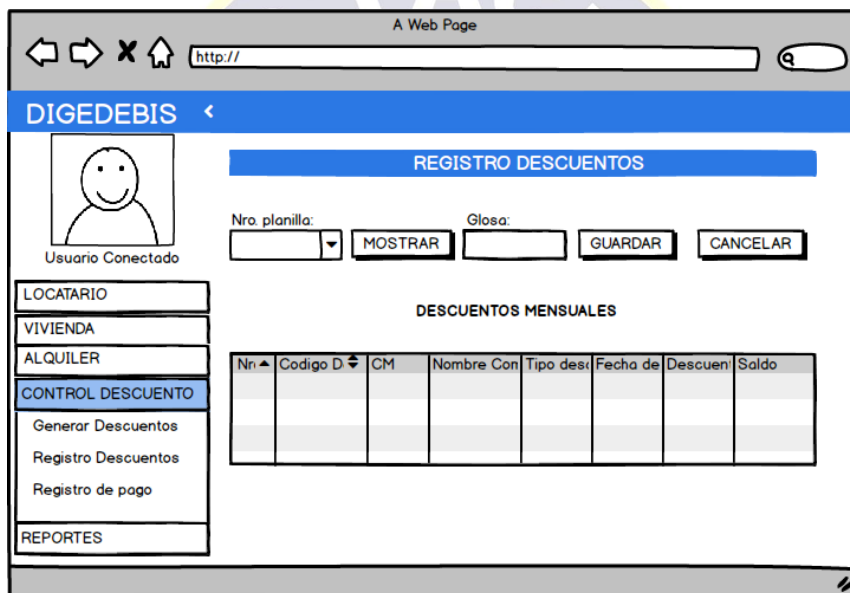 A Web Page
http://
DIGEDEBIS <
REGISTRO DESCUENTOS
Nro. planilla: Glosa:
MOSTRAR GUARDAR CANCELAR
Usuario Conectado
LOCATARIO
DESCUENTOS MENSUALES
VIVIENDA
ALQUILER
Nr Codigo D CM Nombre Con Tipo desc Fecha de Descuent Saldo
CONTROL DESCUENTO
Generar Descuentos
Registro Descuentos
Registro de pago
REPORTES